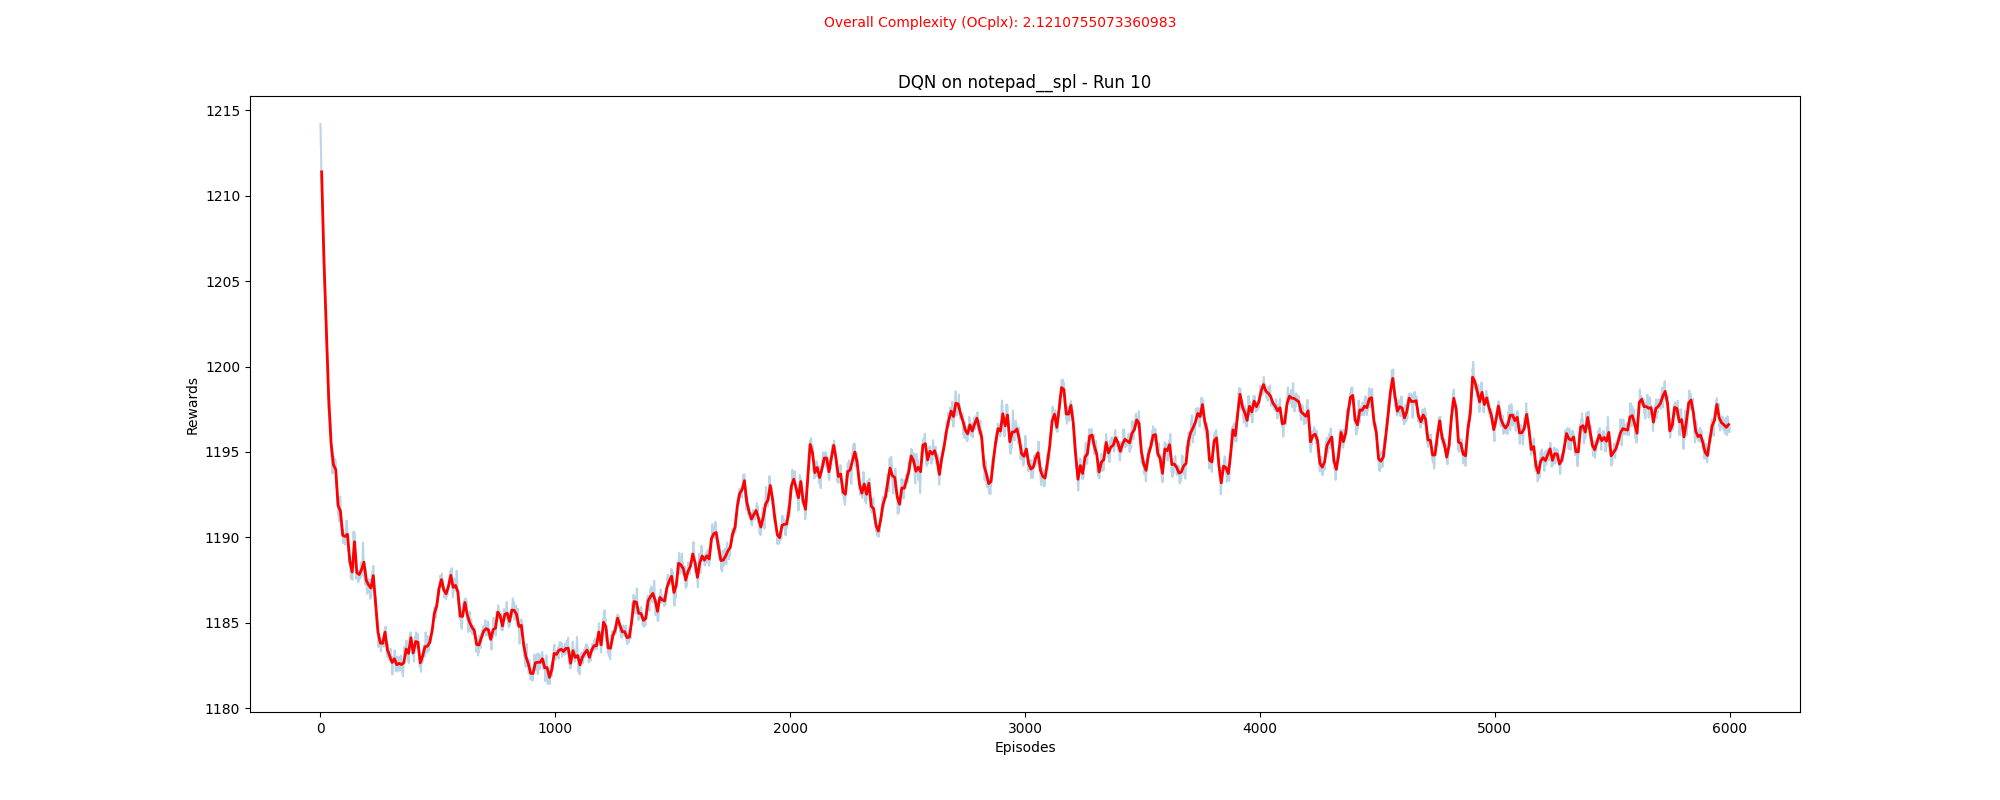 Overall Complexity (OCplx): 2.1210755073360983
DQN on notepad__spl - Run 10
1215
1210
1205
1200
1195
1190
1185
1180
Rewards
0 1000 2000 3000 4000 5000 6000
Episodes